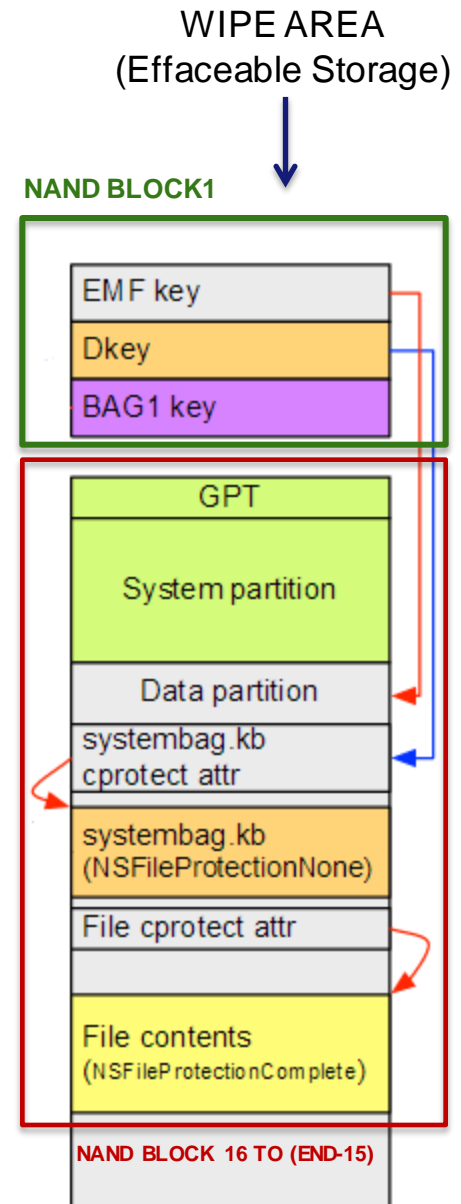 WIPE AREA
(Effaceable Storage)
NAND BLOCK1
EMF key
Dkey
BAG1 key
GPT
System partition
Data partition
systembag.kb
cprotect attr
systembag.kb
(NSFileProtectionNone)
File cprotect attr
File contents
(NSFileProtectionComplete)
NAND BLOCK 16 TO (END-15)